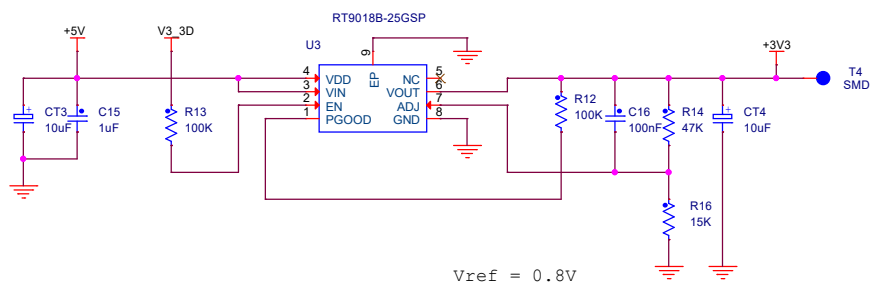 RT9018B-25GSP
+5V
V3_3D
U3
9
+3V3
4
VDD
EP
NC
5
3
VIN
VOUT
6
2
EN
ADJ
7
1
PGOOD
GND
8
T4
SMD
CT3
10uF
C15
1uF
R13
100K
R12
100K
C16
100nF
R14
47K
CT4
10uF
R16
15K
Vref = 0.8V